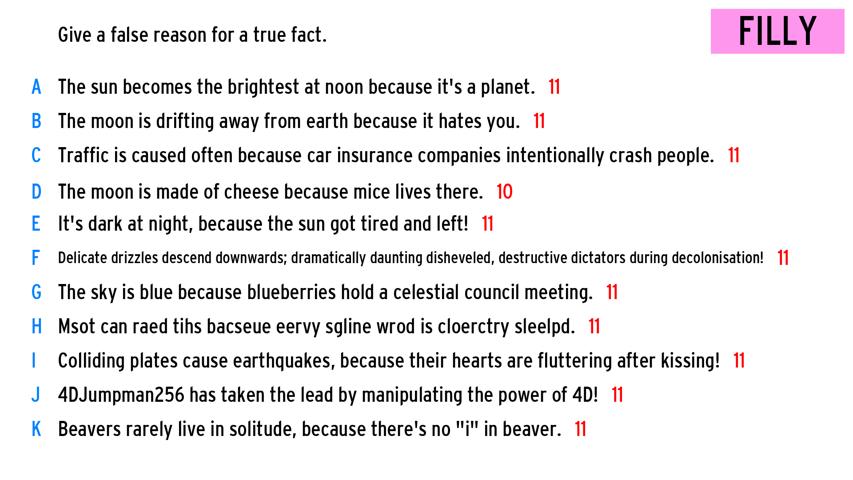 Give a false reason for a true fact.
FILLY
A The sun becomes the brightest at noon because it's a planet. 11
B The moon is drifting away from earth because it hates you. 11
C Traffic is caused often because car insurance companies intentionally crash people. 11
D The moon is made of cheese because mice lives there. 10
E It's dark at night, because the sun got tired and left! 11
F Delicate drizzles descend downwards; dramatically daunting disheveled, destructive dictators during decolonisation! 11
G The sky is blue because blueberries hold a celestial council meeting. 11
H Msot can raed tihs bacseue eervy sgline wrod is cloerctry sleelpd. 11
I Colliding plates cause earthquakes, because their hearts are fluttering after kissing! 11
J 4DJumpman256 has taken the lead by manipulating the power of 4D! 11
K Beavers rarely live in solitude, because there's no "i" in beaver. 11